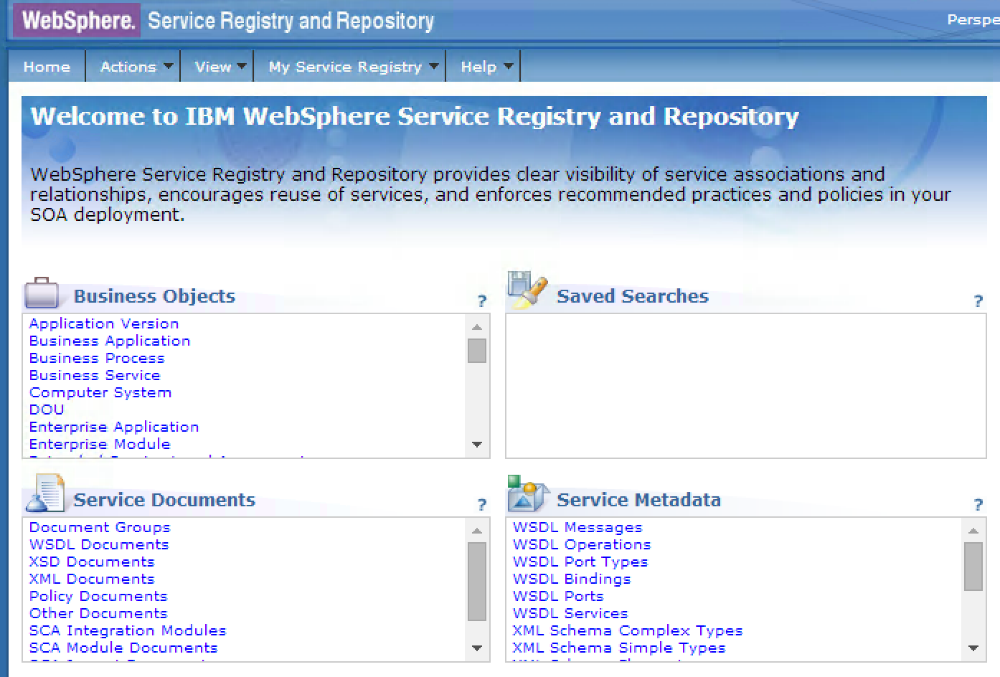 WebSphere. Service Registry and Repository
Home Actions View My Service Registry Help
Welcome to IBM WebSphere Service Registry and Repository
WebSphere Service Registry and Repository provides clear visibility of service associations and
relationships, encourages reuse of services, and enforces recommended practices and policies in your
SOA deployment.
Business Objects ?
Application Version
Business Application
Business Process
Business Service
Computer System
DOU
Enterprise Application
Enterprise Module
Saved Searches ?
Service Documents ?
Document Groups
WSDL Documents
XSD Documents
XML Documents
Policy Documents
Other Documents
SCA Integration Modules
SCA Module Documents
Service Metadata ?
WSDL Messages
WSDL Operations
WSDL Port Types
WSDL Bindings
WSDL Ports
WSDL Services
XML Schema Complex Types
XML Schema Simple Types